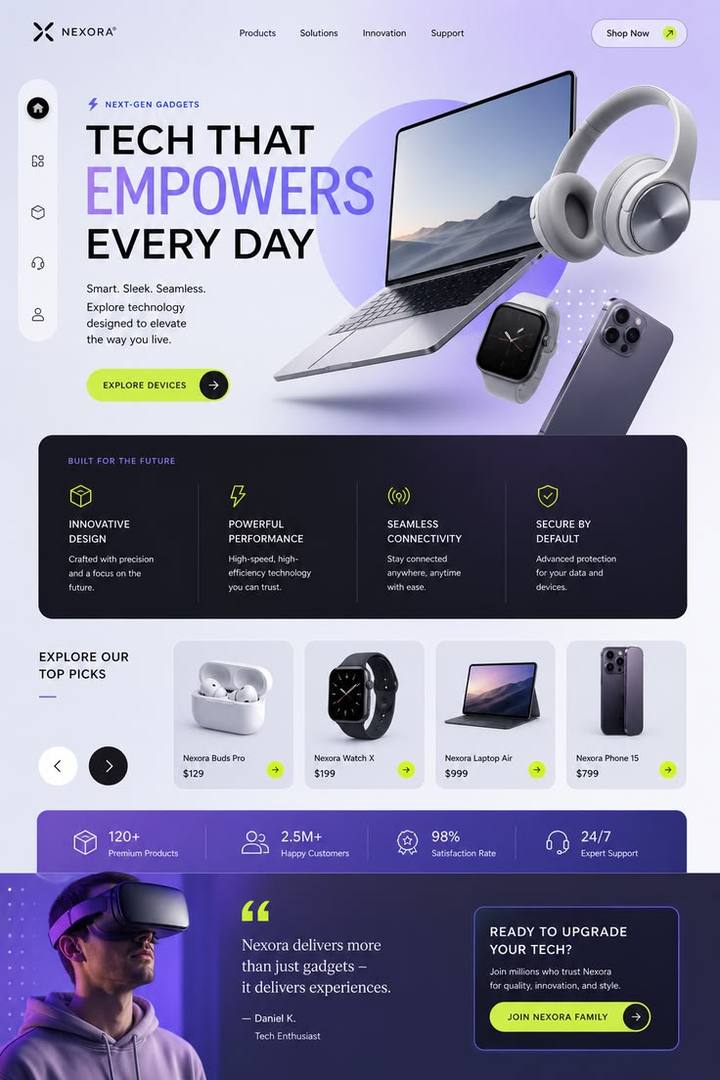 NEXORA®
Products
Solutions
Innovation
Support
Shop Now
NEXT-GEN GADGETS
TECH THAT
EMPOWERS
EVERY DAY
Smart. Sleek. Seamless.
Explore technology
designed to elevate
the way you live.
EXPLORE DEVICES
BUILT FOR THE FUTURE
INNOVATIVE
DESIGN
Crafted with precision
and a focus on the
future.
POWERFUL
PERFORMANCE
High-speed, high-
efficiency technology
you can trust.
SEAMLESS
CONNECTIVITY
Stay connected
anywhere, anytime
with ease.
SECURE BY
DEFAULT
Advanced protection
for your data and
devices.
EXPLORE OUR
TOP PICKS
Nexora Buds Pro
$129
Nexora Watch X
$199
Nexora Laptop Air
$999
Nexora Phone 15
$799
120+
Premium Products
2.5M+
Happy Customers
98%
Satisfaction Rate
24/7
Expert Support
“
Nexora delivers more
than just gadgets –
it delivers experiences.
— Daniel K.
Tech Enthusiast
READY TO UPGRADE
YOUR TECH?
Join millions who trust Nexora
for quality, innovation, and style.
JOIN NEXORA FAMILY